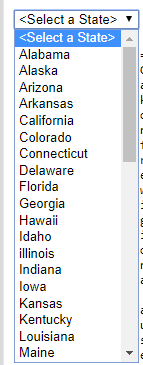 <Select a State>
<Select a State>
Alabama
Alaska
Arizona
Arkansas
California
Colorado
Connecticut
Delaware
Florida
Georgia
Hawaii
Idaho
illinois
Indiana
Iowa
Kansas
Kentucky
Louisiana
Maine